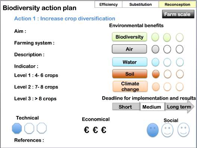 Biodiversity action plan
Efficiency
Substitution
Reconception
Farm scale
Action 1 : Increase crop diversification
Environmental benefits
Aim :
Biodiversity
Farming system :
Air
Description :
Water
Indicator :
Soil
Level 1 : 4- 6 crops
Climate change
Level 2 : 7- 8 crops
Level 3 : > 8 crops
Deadline for implementation and results
Short
Medium
Long term
Technical
Economical
€ € €
Social
References :